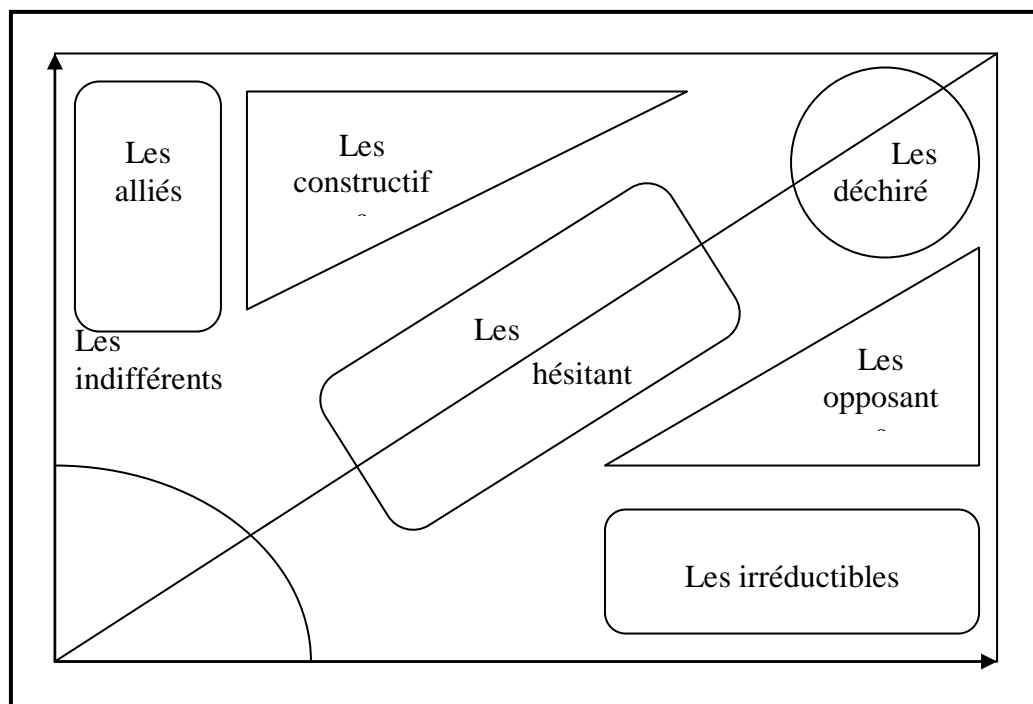 Les
alliés
Les
constructif
Les
déchiré
Les
indifférents
Les
hésitant
Les
opposant
Les irréductibles